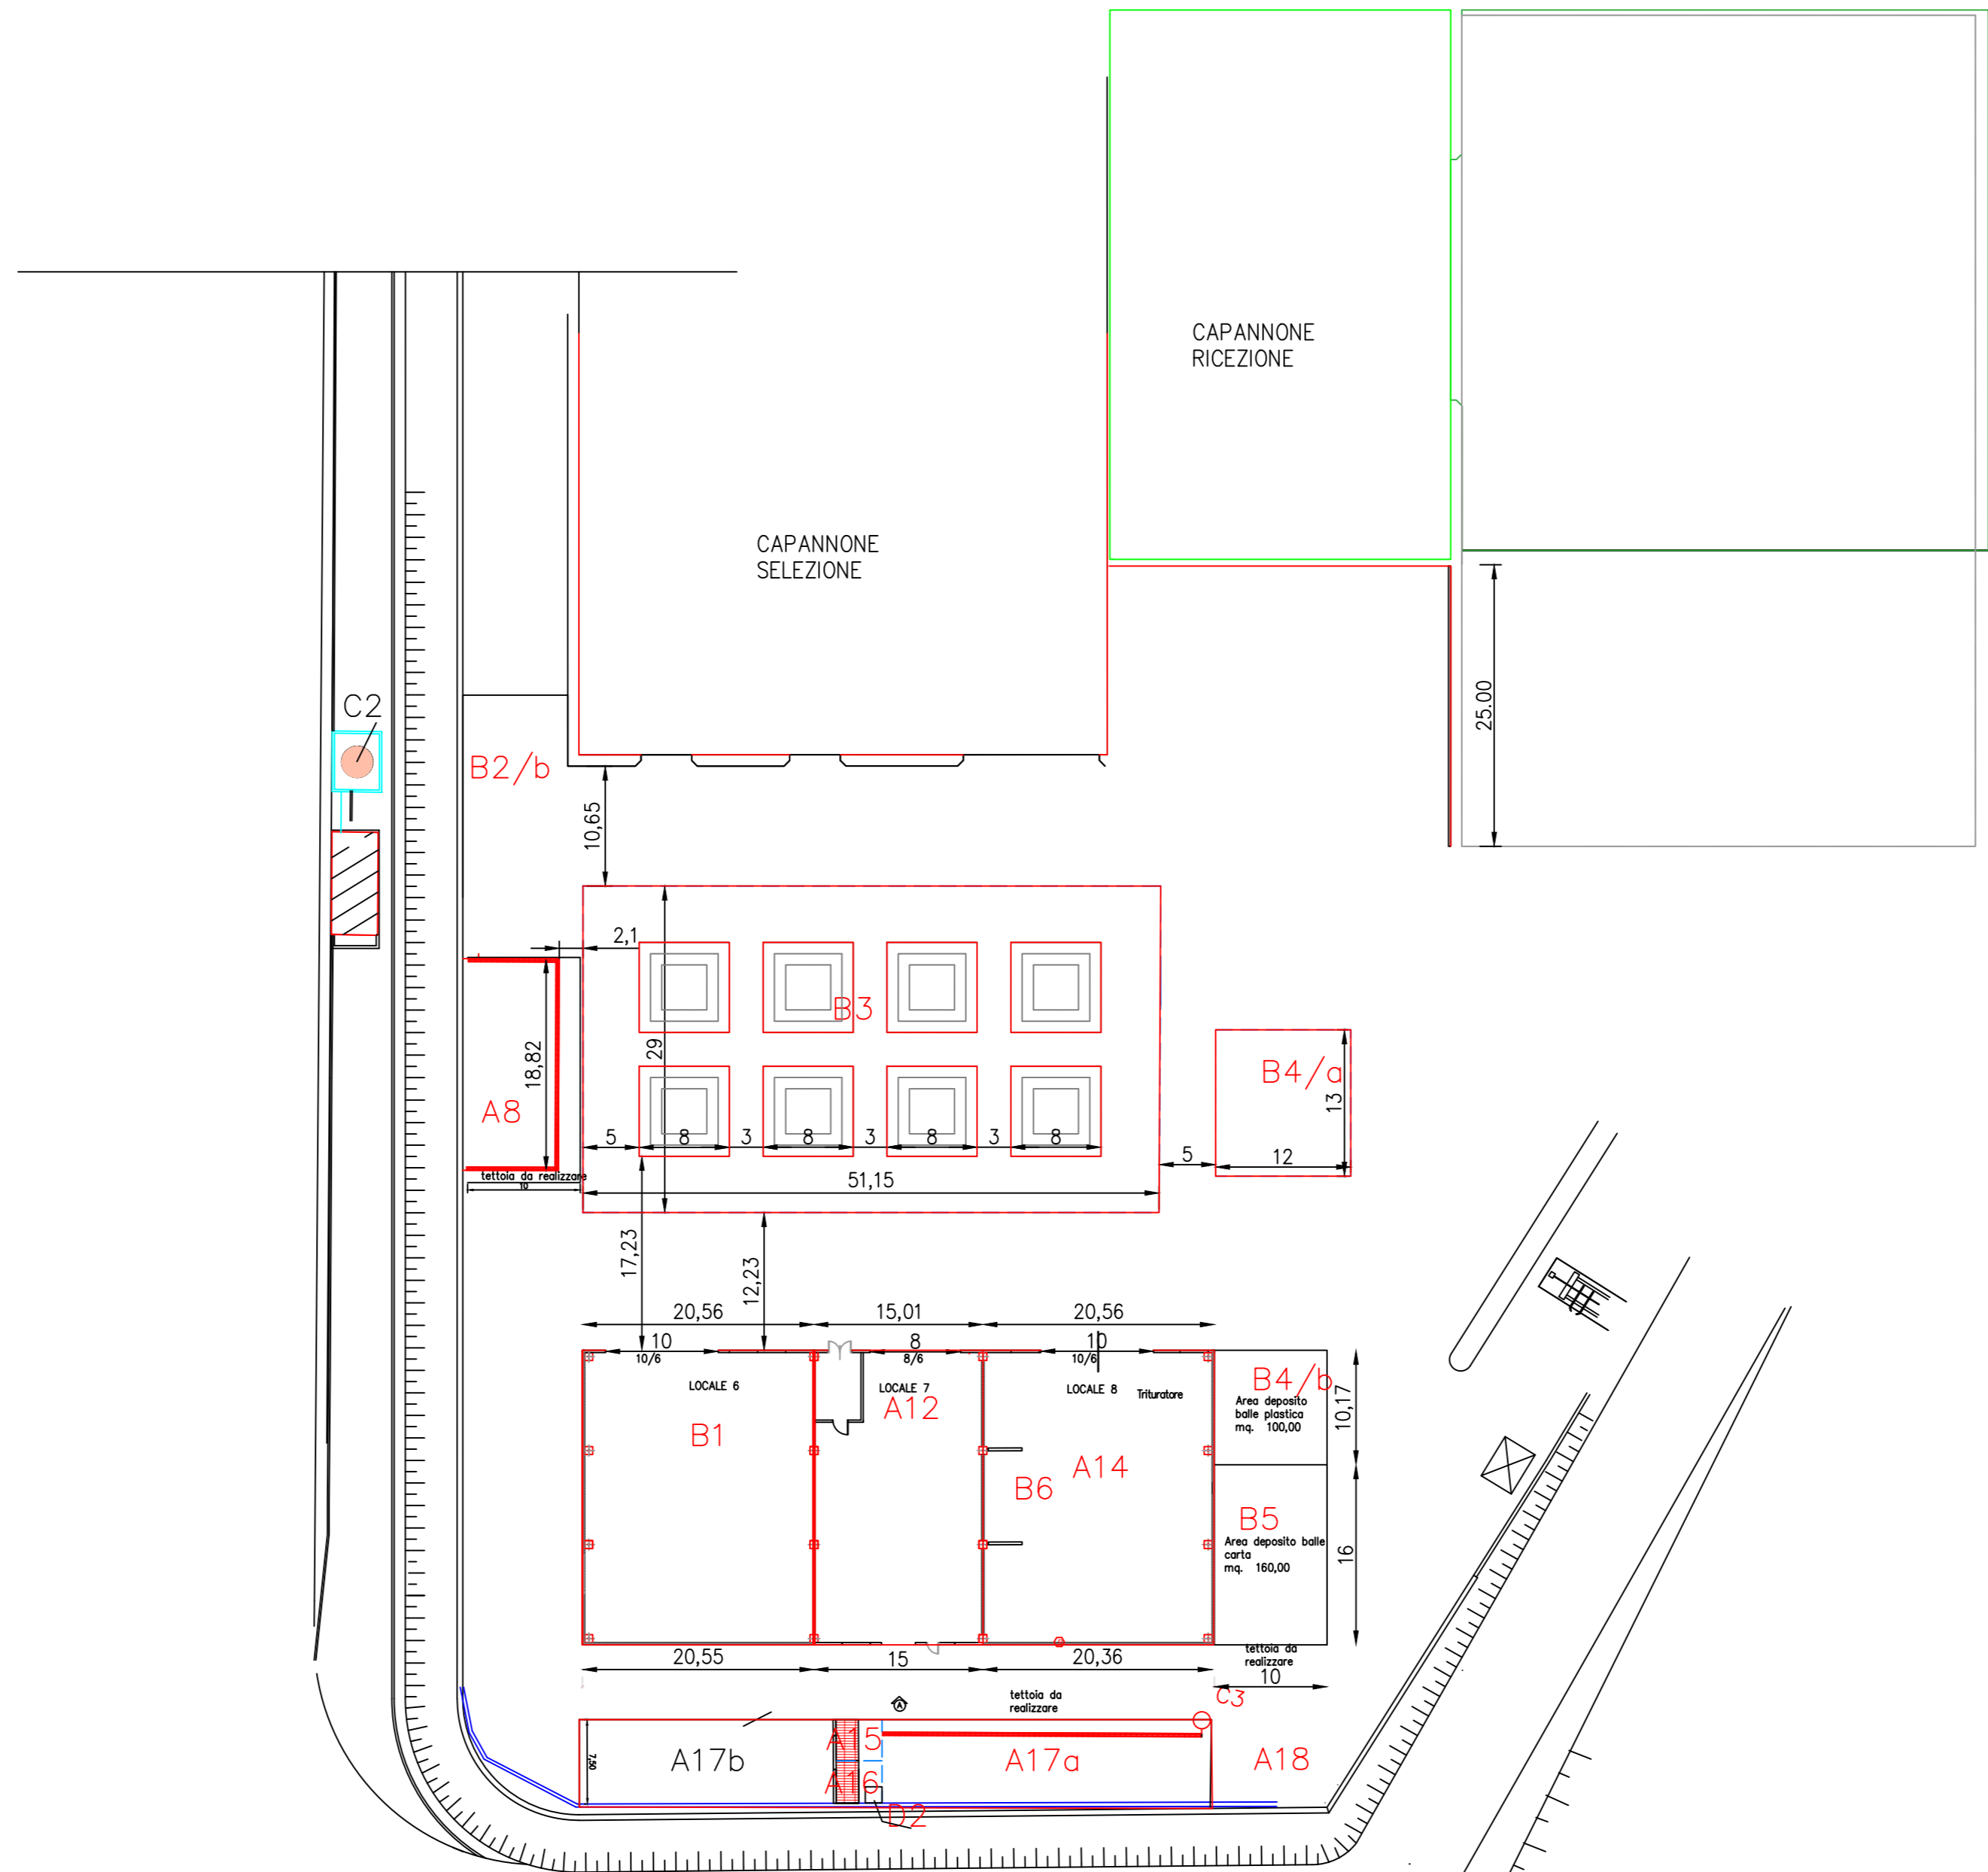 CAPANNONE
RICEZIONE
CAPANNONE
SELEZIONE
25.00
C2
B2/b
10,65
2,1
B3
29
18,82
A8
B4/a
13
12
5
5
8
3
8
3
8
3
8
51,15
tettoia da realizzare
10
17,23
12,23
20,56
15,01
20,56
10
10/6
8
8/6
10
10/6
LOCALE 6
LOCALE 7
LOCALE 8
Trituratore
B1
A12
A14
B6
B4/b
Area deposito
balle plastica
mq. 100,00
10,17
B5
Area deposito balle
carta
mq. 160,00
16
20,55
15
20,36
tettoia da
realizzare
10
C3
tettoia da
realizzare
A
7,50
A17b
A15
A16
A17a
A18
D2